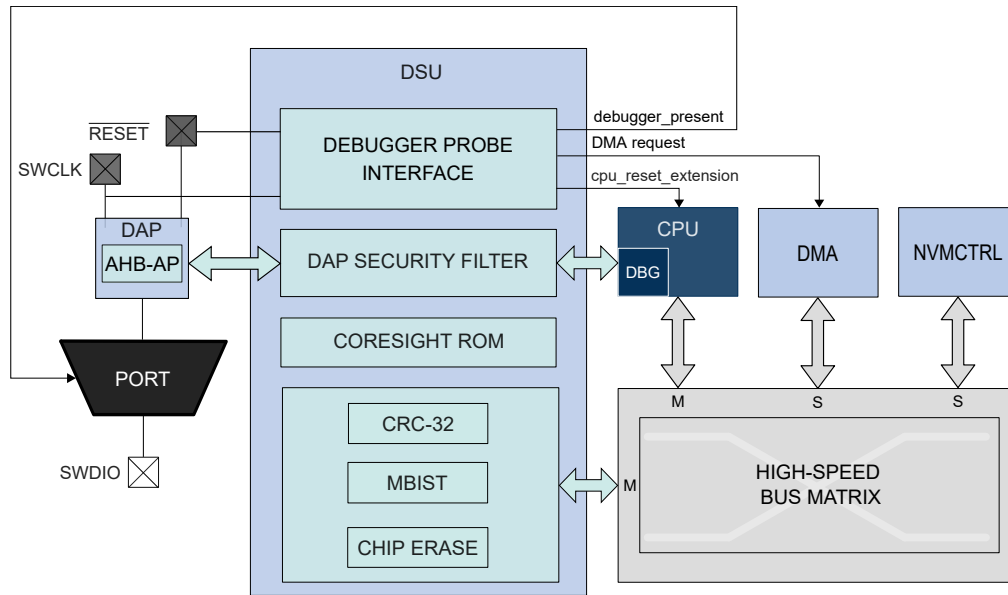 DSU
debugger_present
RESET
DEBUGGER PROBE
INTERFACE
DMA request
SWCLK
cpu_reset_extension
DAP
AHB-AP
DAP SECURITY FILTER
CPU
DBG
DMA
NVMCTRL
CORESIGHT ROM
PORT
M
S
S
CRC-32
SWDIO
MBIST
M
HIGH-SPEED
BUS MATRIX
CHIP ERASE